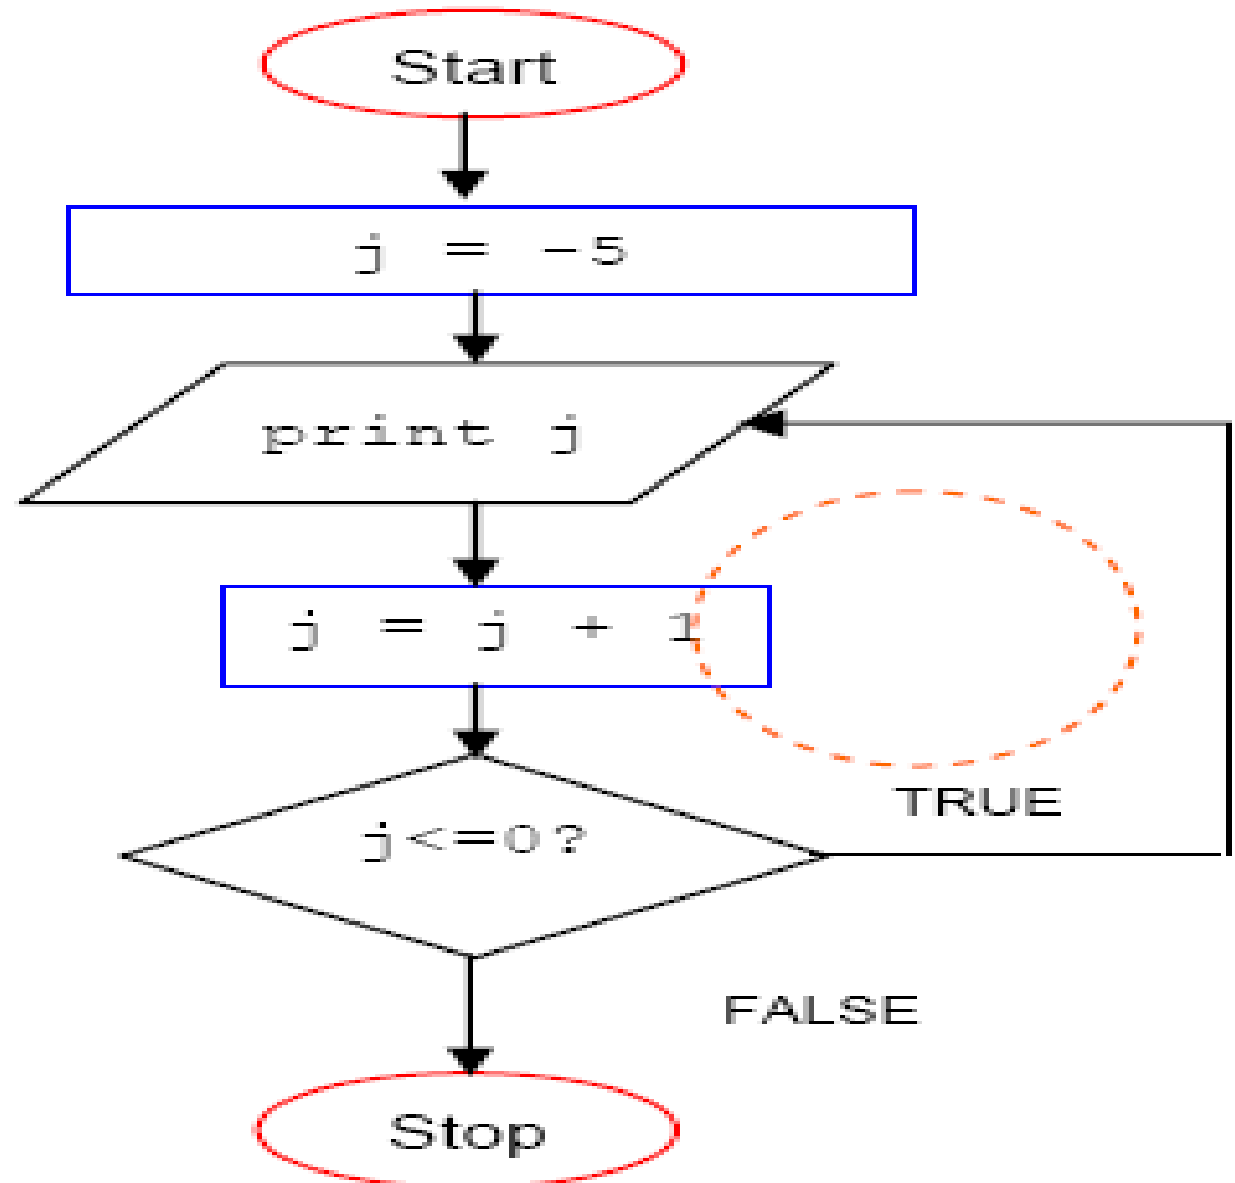 Start
j = -5
print j
j = j + 1
j<=0?
TRUE
FALSE
Stop